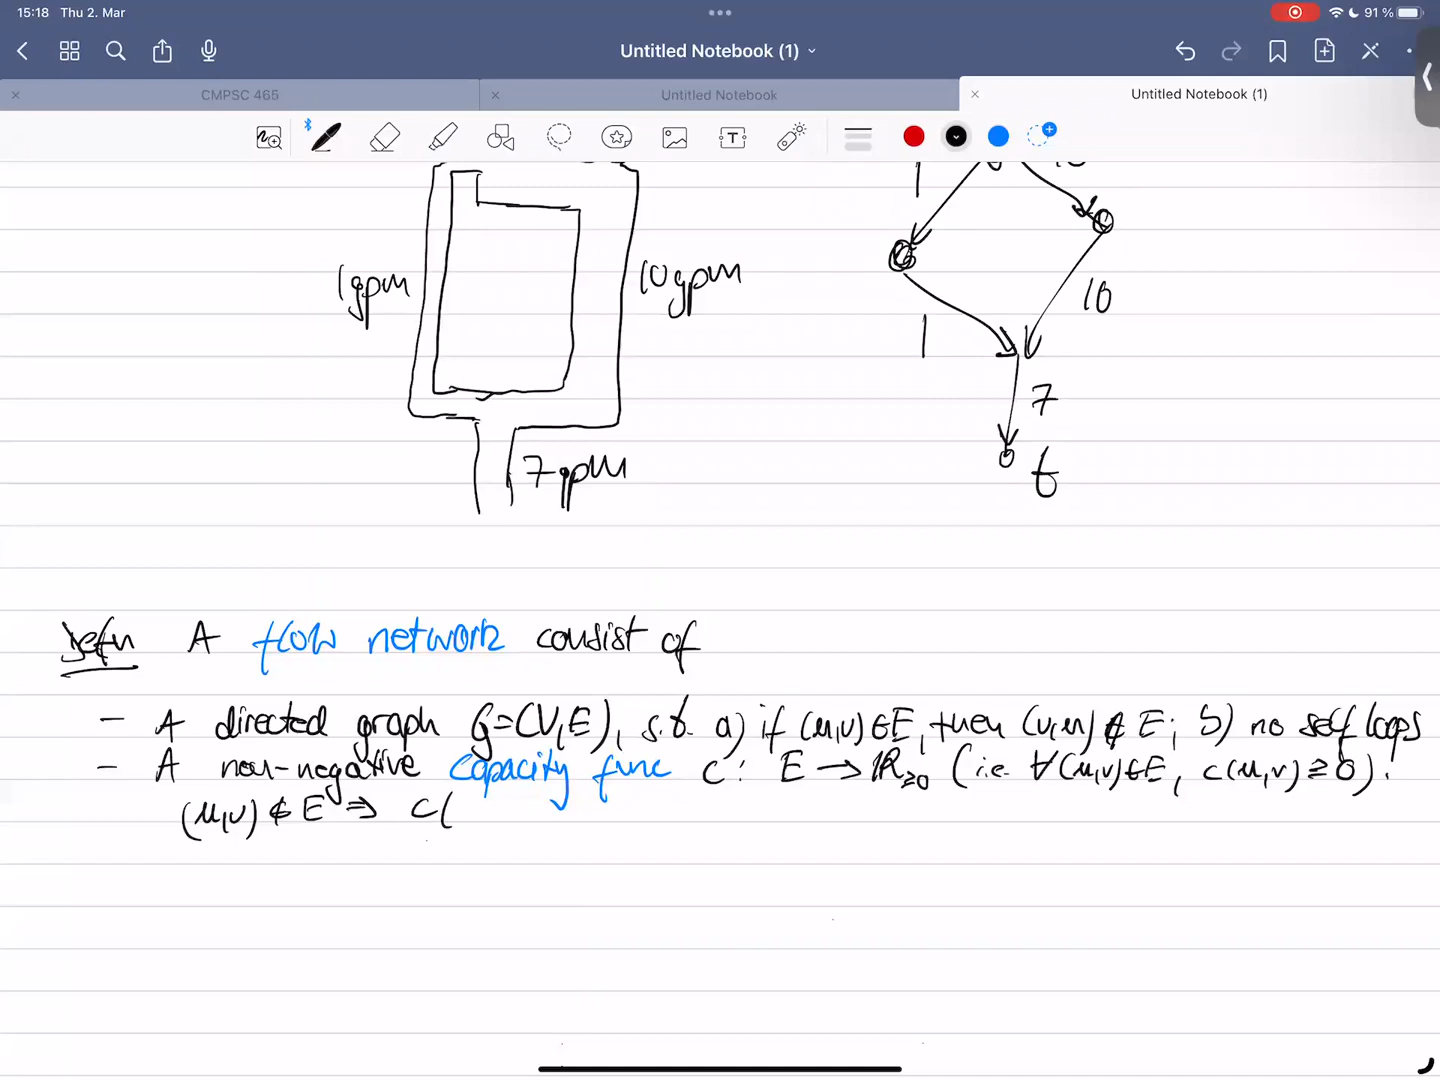 15:18 Thu 2. Mar 91 %
Untitled Notebook (1)
CMPSC 465 Untitled Notebook Untitled Notebook (1)
T
1
1gpm 10gpm
10
1
7
7gpm
t
Defn A flow network consist of
- A directed graph G=(V,E), s.t. a) if (u,v)∈E, then (v,u)∉E; b) no self loops
- A non-negative capacity func c: E → ℝ≥0 (i.e. ∀(u,v)∈E, c(u,v)≥0).
(u,v)∉E ⇒ c(